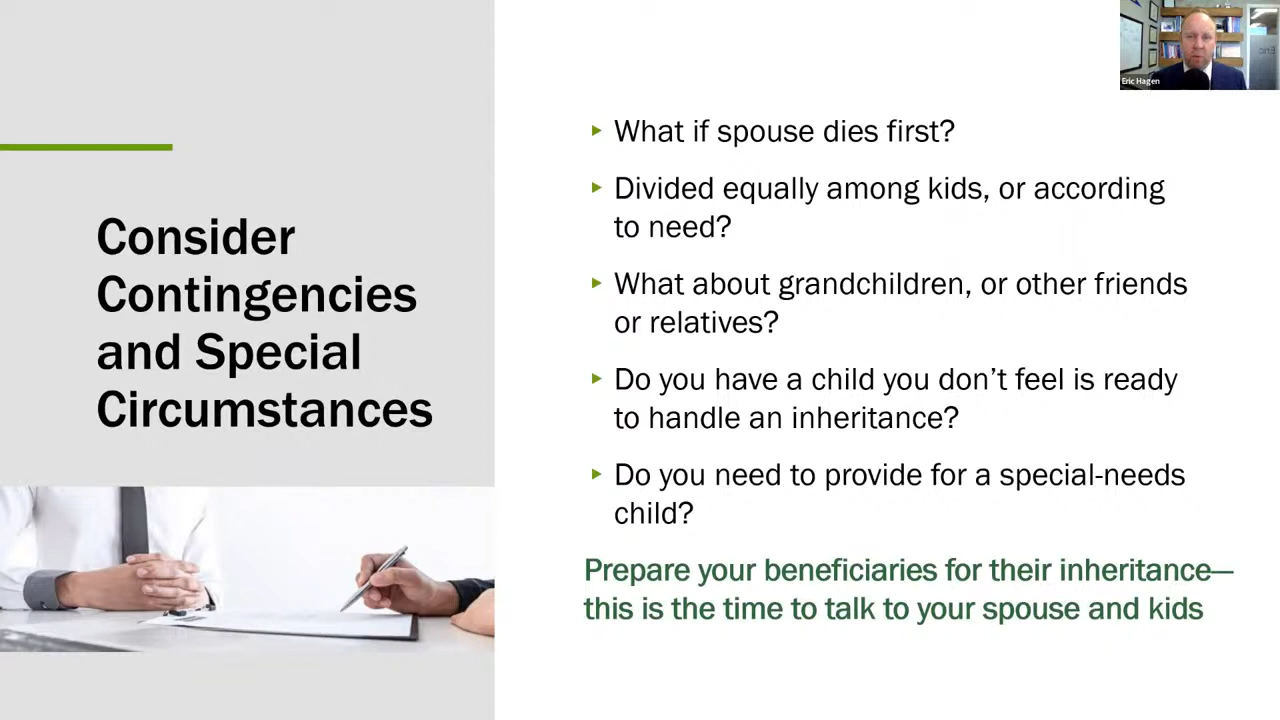 Eric Hagen
Consider
Contingencies
and Special
Circumstances
What if spouse dies first?
Divided equally among kids, or according
to need?
What about grandchildren, or other friends
or relatives?
Do you have a child you don’t feel is ready
to handle an inheritance?
Do you need to provide for a special-needs
child?
Prepare your beneficiaries for their inheritance—
this is the time to talk to your spouse and kids